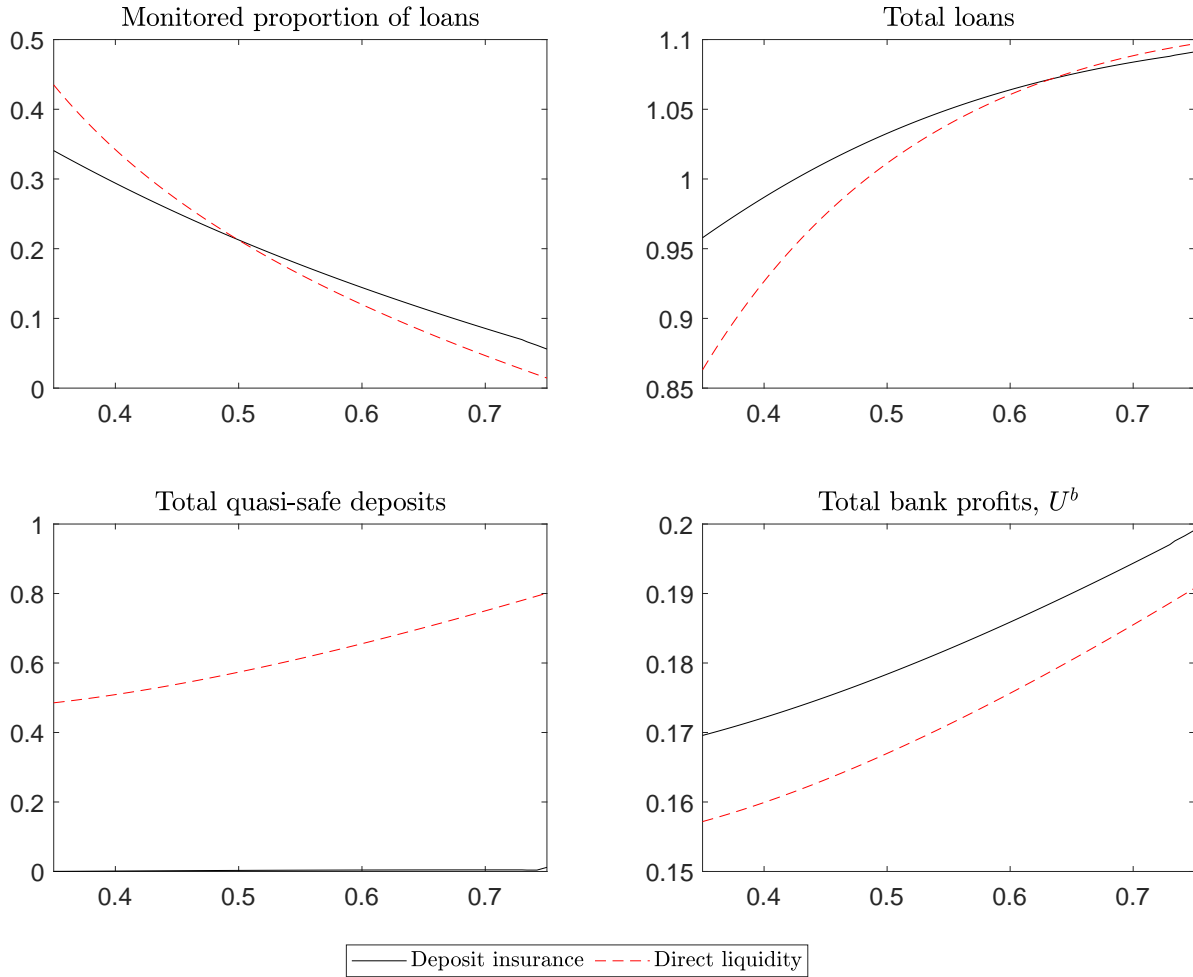 Monitored proportion of loans
0.5
0.4
0.3
0.2
0.1
0
0.4 0.5 0.6 0.7
Total loans
1.1
1.05
1
0.95
0.9
0.85
0.4 0.5 0.6 0.7
Total quasi-safe deposits
1
0.8
0.6
0.4
0.2
0
0.4 0.5 0.6 0.7
Total bank profits, U^b
0.2
0.19
0.18
0.17
0.16
0.15
0.4 0.5 0.6 0.7
Deposit insurance Direct liquidity